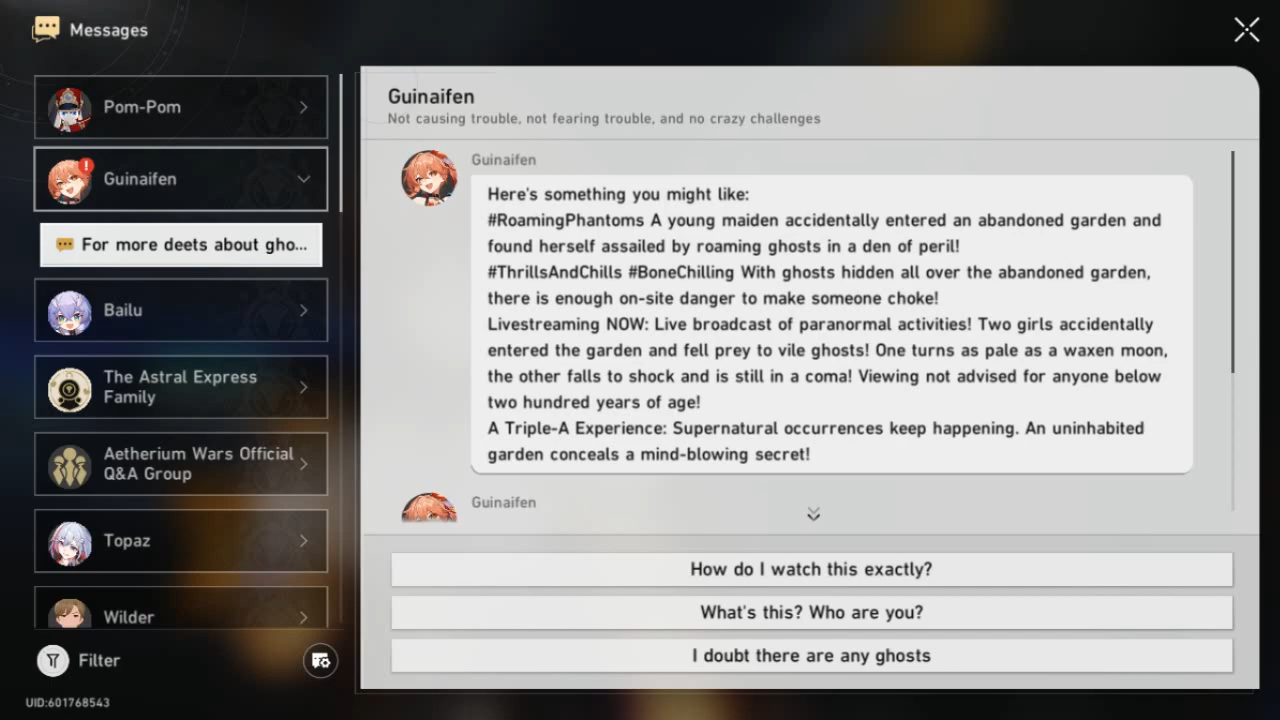 Messages
Pom-Pom
Guinaifen
For more deets about gho...
Bailu
The Astral Express
Family
Aetherium Wars Official
Q&A Group
Topaz
Wilder
Filter
UID:601768543
Guinaifen
Not causing trouble, not fearing trouble, and no crazy challenges
Guinaifen
Here's something you might like:
#RoamingPhantoms A young maiden accidentally entered an abandoned garden and
found herself assailed by roaming ghosts in a den of peril!
#ThrillsAndChills #BoneChilling With ghosts hidden all over the abandoned garden,
there is enough on-site danger to make someone choke!
Livestreaming NOW: Live broadcast of paranormal activities! Two girls accidentally
entered the garden and fell prey to vile ghosts! One turns as pale as a waxen moon,
the other falls to shock and is still in a coma! Viewing not advised for anyone below
two hundred years of age!
A Triple-A Experience: Supernatural occurrences keep happening. An uninhabited
garden conceals a mind-blowing secret!
Guinaifen
How do I watch this exactly?
What's this? Who are you?
I doubt there are any ghosts